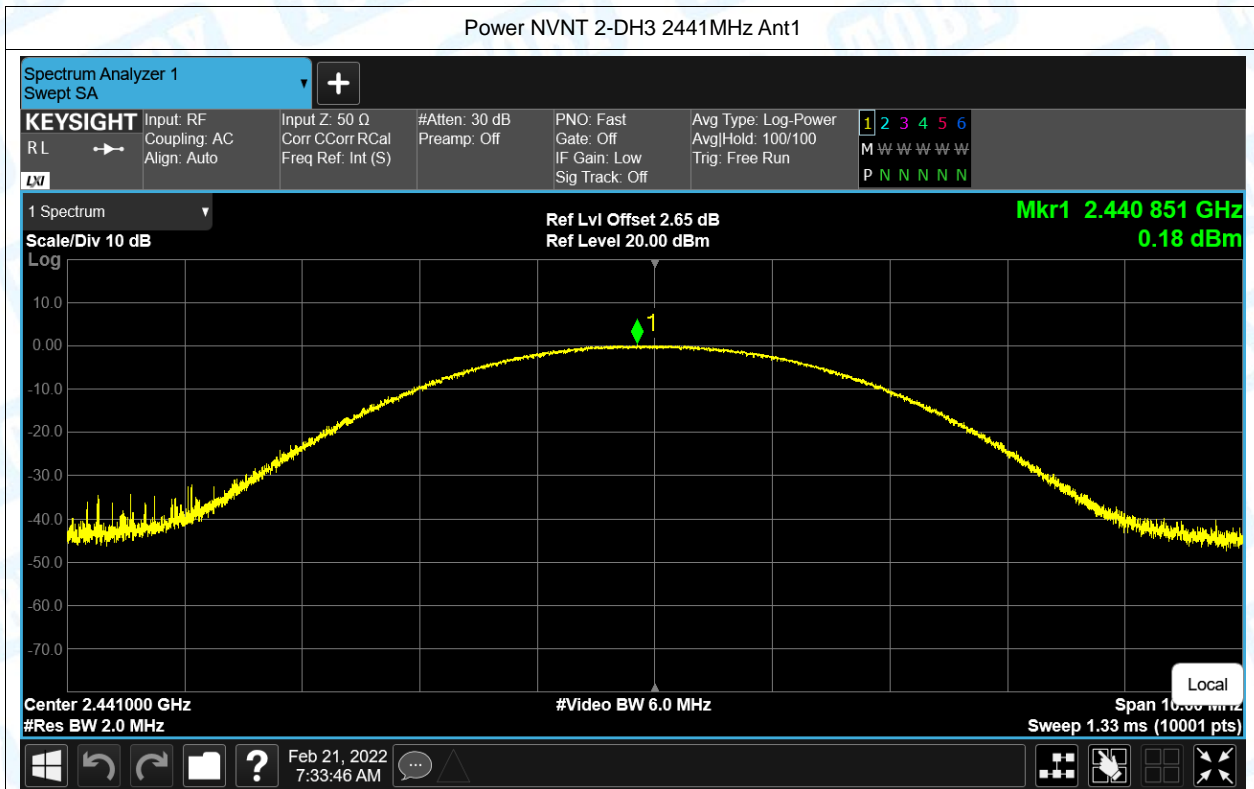 Power NVNT 2-DH3 2441MHz Ant1
Spectrum Analyzer 1
Swept SA
KEYSIGHT
R L
LXI
Input: RF
Coupling: AC
Align: Auto
Input Z: 50 Ω
Corr CCorr RCal
Freq Ref: Int (S)
#Atten: 30 dB
Preamp: Off
PNO: Fast
Gate: Off
IF Gain: Low
Sig Track: Off
Avg Type: Log-Power
Avg|Hold: 100/100
Trig: Free Run
1 2 3 4 5 6
M W W W W W
P N N N N N
1 Spectrum
Scale/Div 10 dB
Ref Lvl Offset 2.65 dB
Ref Level 20.00 dBm
Mkr1 2.440 851 GHz
0.18 dBm
Log
10.0
0.00
-10.0
-20.0
-30.0
-40.0
-50.0
-60.0
-70.0
1
Local
Center 2.441000 GHz
#Res BW 2.0 MHz
#Video BW 6.0 MHz
Span 10.00 MHz
Sweep 1.33 ms (10001 pts)
?
Feb 21, 2022
7:33:46 AM